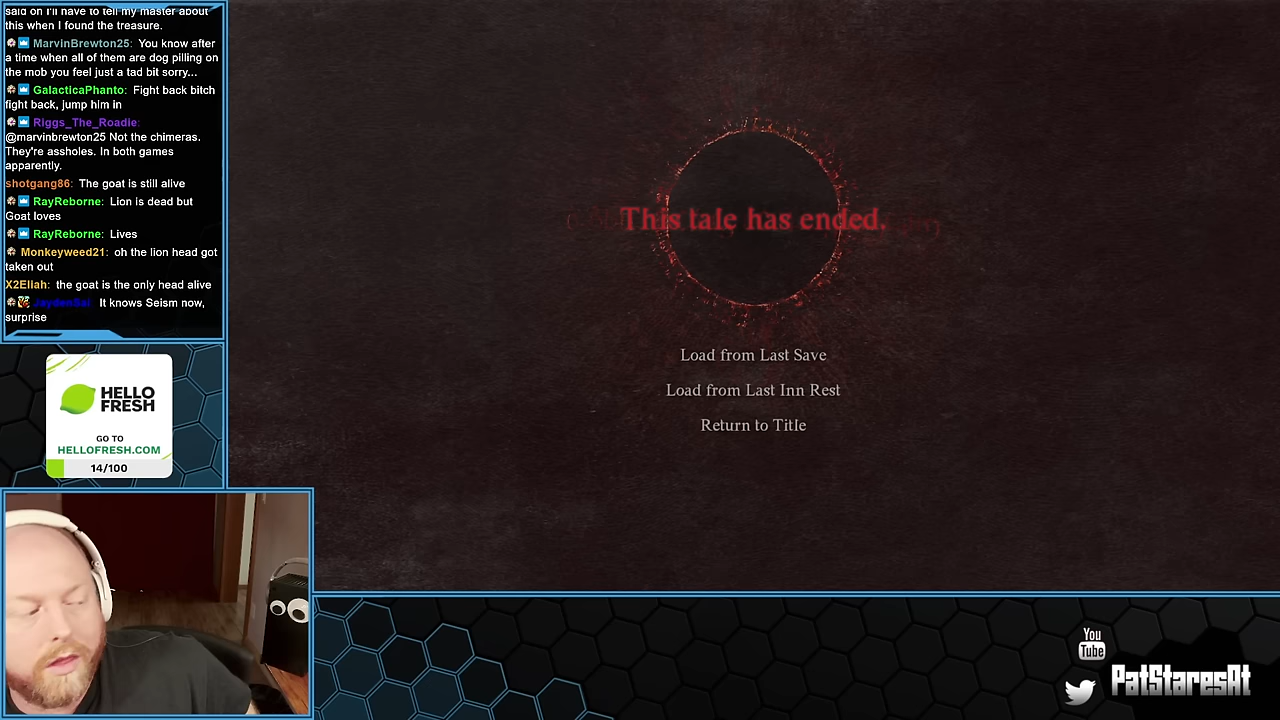 said on I'll have to tell my master about
this when I found the treasure.
MarvinBrewton25: You know after
a time when all of them are dog pilling on
the mob you feel just a tad bit sorry...
GalacticaPhanto: Fight back bitch
fight back, jump him in
Riggs_The_Roadie:
@marvinbrewton25 Not the chimeras.
They're assholes. In both games
apparently.
shotgang86: The goat is still alive
RayReborne: Lion is dead but
Goat loves
RayReborne: Lives
Monkeyweed21: oh the lion head got
taken out
X2Eliah: the goat is the only head alive
It knows Seism now,
surprise
HELLO
FRESH
GO TO
HELLOFRESH.COM
14/100
This tale has ended.
Load from Last Save
Load from Last Inn Rest
Return to Title
You
Tube
PatStaresAt